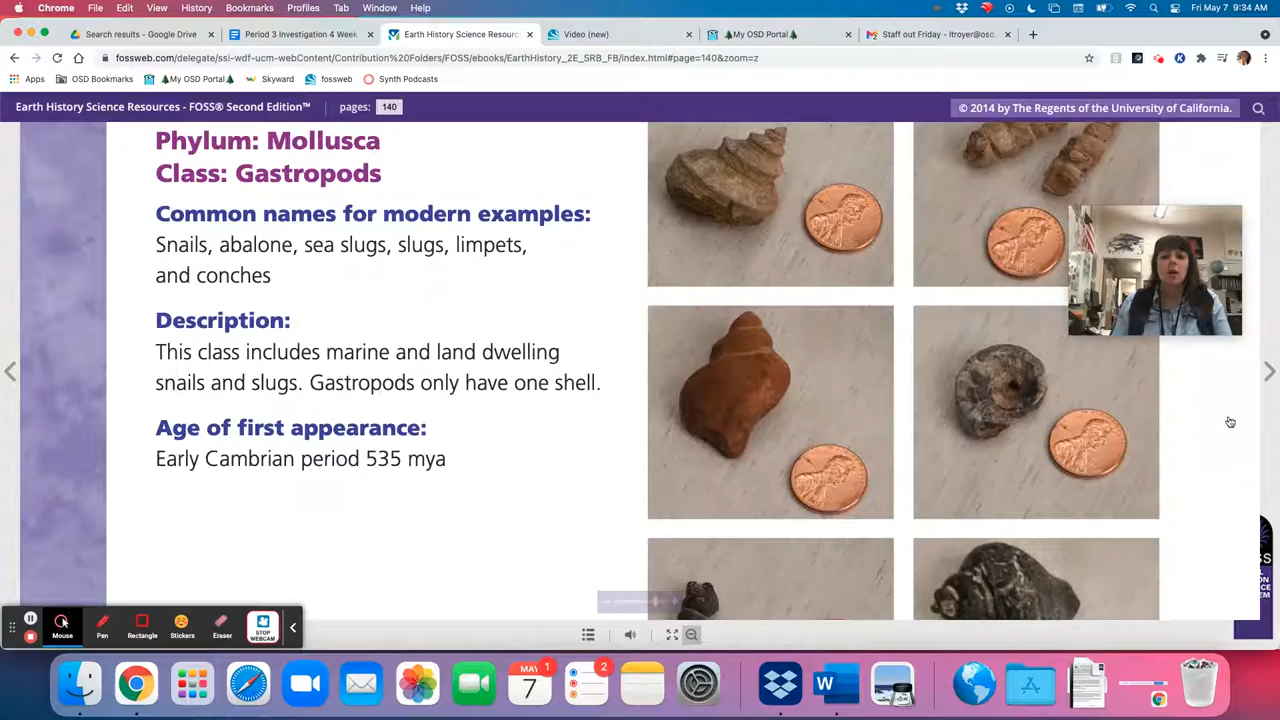 Chrome File Edit View History Bookmarks Profiles Tab Window Help Fri May 7 9:34 AM
Search results - Google Drive Period 3 Investigation 4 Week Earth History Science Resourc Video (new) My OSD Portal Staff out Friday - ltroyer@osd.
fossweb.com/delegate/ssi-wdf-ucm-webContent/Contribution%20Folders/FOSS/ebooks/EarthHistory_2E_SRB_FB/index.html#page=140&zoom=z
Apps OSD Bookmarks My OSD Portal Skyward fossweb Synth Podcasts
Earth History Science Resources - FOSS® Second Edition™ pages: 140 © 2014 by The Regents of the University of California.
Phylum: Mollusca
Class: Gastropods
Common names for modern examples:
Snails, abalone, sea slugs, slugs, limpets,
and conches
Description:
This class includes marine and land dwelling
snails and slugs. Gastropods only have one shell.
Age of first appearance:
Early Cambrian period 535 mya
Mouse Pen Rectangle Stickers Eraser STOP WEBCAM
MAY 7 1 2 W